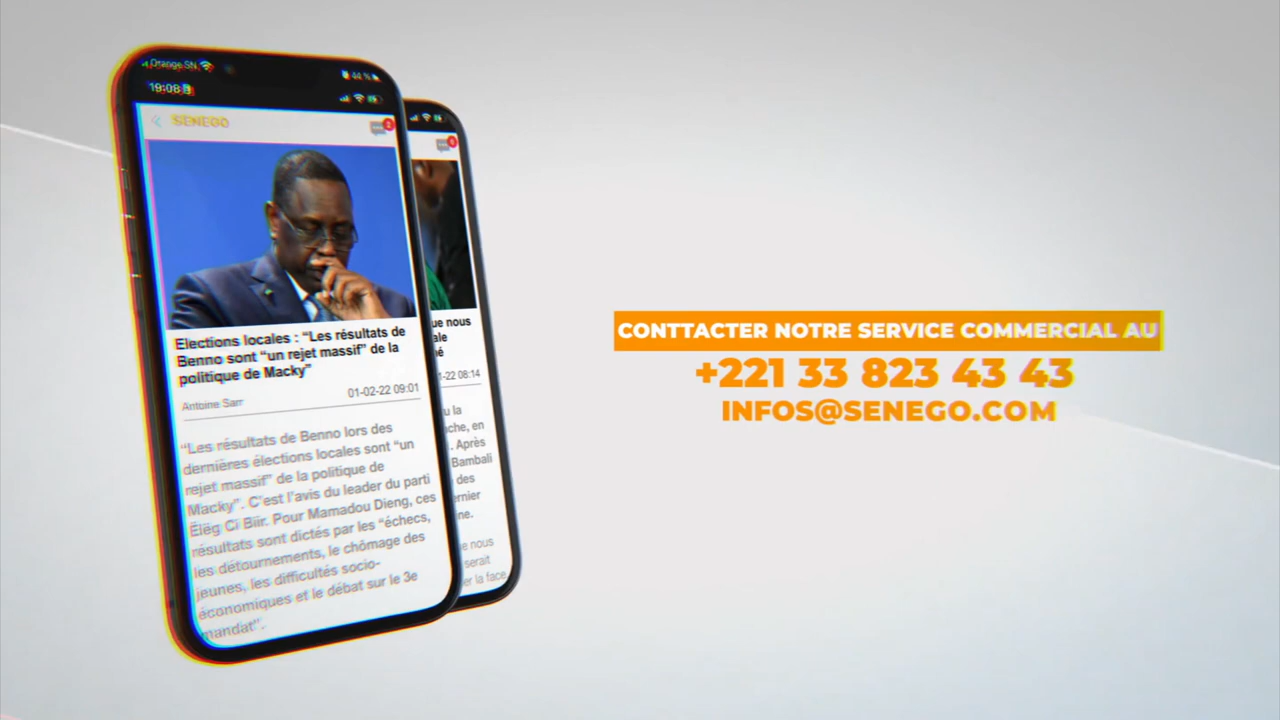 Orange SN
44 %
19:08
SENEGO
2
Elections locales : “Les résultats de
Benno sont “un rejet massif” de la
politique de Macky”
Antoine Sarr
01-02-22 09:01
“Les résultats de Benno lors des
dernières élections locales sont “un
rejet massif” de la politique de
Macky”. C’est l’avis du leader du parti
Ëlëg Ci Biir. Pour Mamadou Dieng, ces
résultats sont dictés par les “échecs,
les détournements, le chômage des
jeunes, les difficultés socio-
économiques et le débat sur le 3e
mandat”.
ue nous
ale
né
1-22 08:14
u la
che, en
. Après
Bambali
des
ernier
ne.
e nous
serait
er la face
CONTTACTER NOTRE SERVICE COMMERCIAL AU
+221 33 823 43 43
INFOS@SENEGO.COM